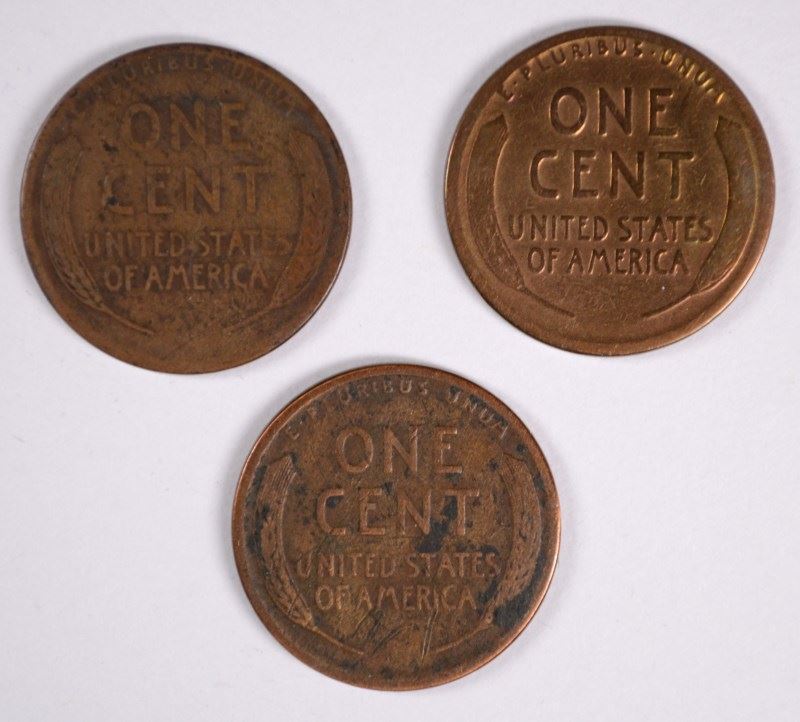 E·PLURIBUS·UNUM
ONE
CENT
UNITED·STATES
OF AMERICA
E·PLURIBUS·UNUM
ONE
CENT
UNITED STATES
OF AMERICA
E·PLURIBUS·UNUM
ONE
CENT
UNITED·STATES
OF AMERICA